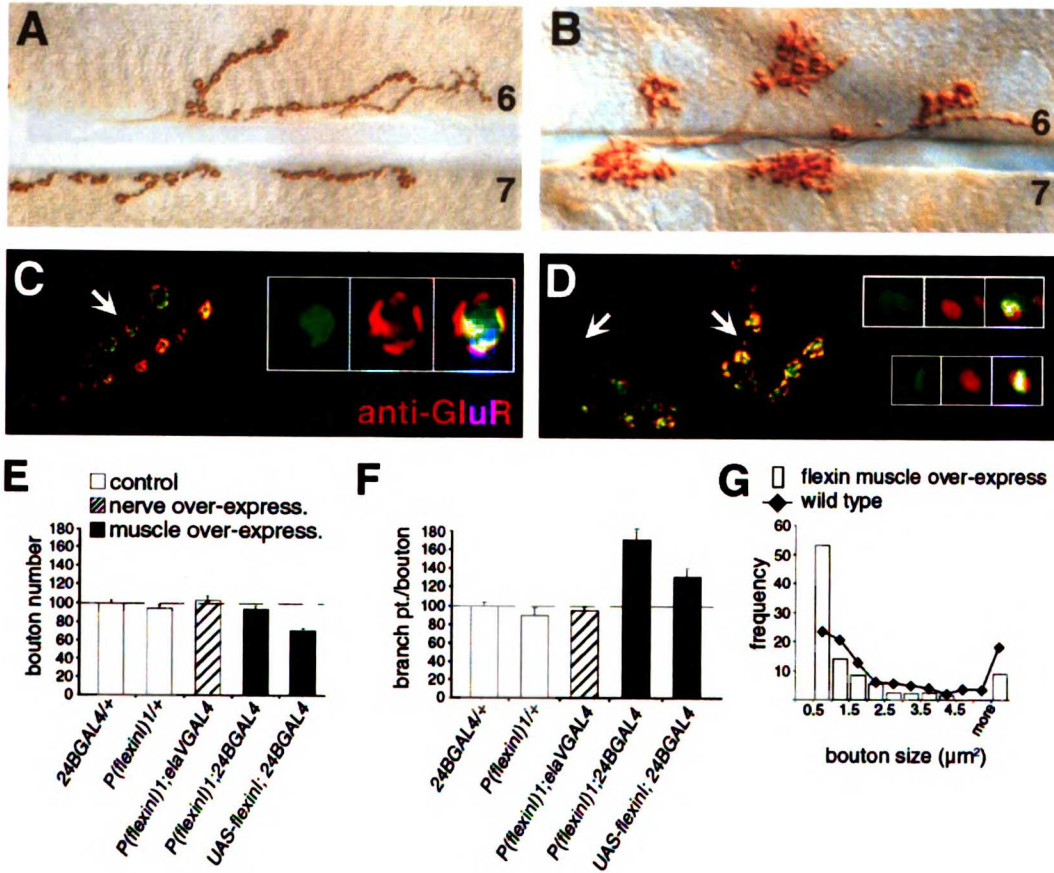 A
6
7
B
6
7
C
anti-GluR
D
E
control
nerve over-express.
muscle over-express.
bouton number
180
160
140
120
100
80
60
40
20
0
24BGAL4/+
P(flexinI)1/+
P(flexinI)1;elaVGAL4
P(flexinI)1;24BGAL4
UAS-flexinI; 24BGAL4
F
branch pt./bouton
180
160
140
120
100
80
60
40
20
0
24BGAL4/+
P(flexinI)1/+
P(flexinI)1;elaVGAL4
P(flexinI)1;24BGAL4
UAS-flexinI; 24BGAL4
G
flexin muscle over-express
wild type
frequency
60
50
40
30
20
10
0.5 1.5 2.5 3.5 4.5 more
bouton size (µm²)